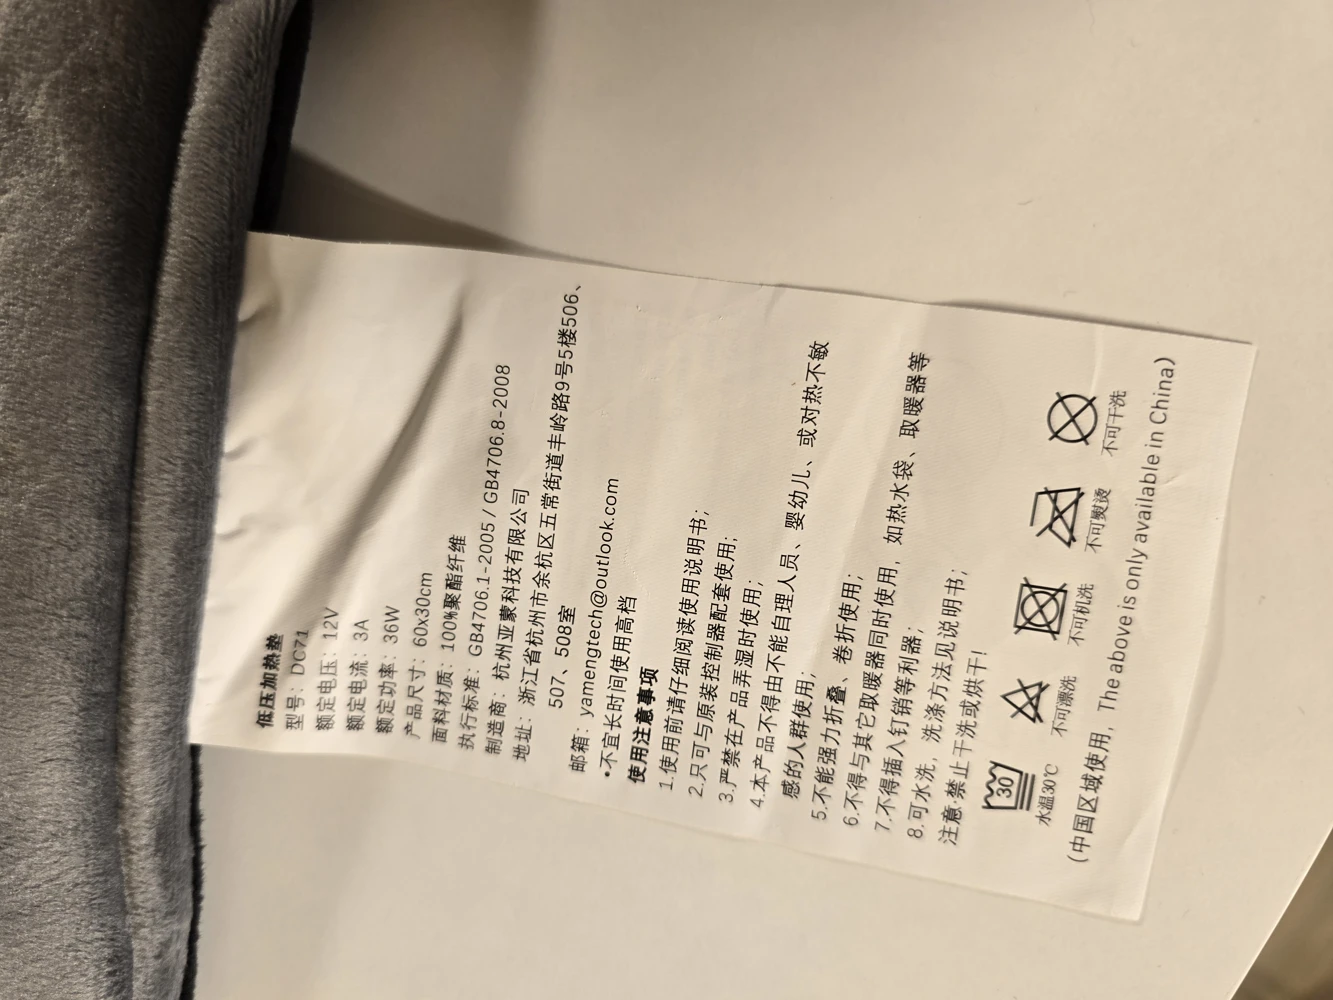 低压加热垫
型号：DC71
额定电压：12V
额定电流：3A
额定功率：36W
产品尺寸：60x30cm
面料材质：100%聚酯纤维
执行标准：GB4706.1-2005 / GB4706.8-2008
制造商：杭州亚蒙科技有限公司
地址：浙江省杭州市余杭区五常街道丰岭路9号5楼506、
507、508室
邮箱：yamengtech@outlook.com
•不宜长时间使用高档
使用注意事项
1.使用前请仔细阅读使用说明书；
2.只可与原装控制器配套使用；
3.严禁在产品弄湿时使用；
4.本产品不得由不能自理人员、婴幼儿、或对热不敏
感的人群使用；
5.不能强力折叠、卷折使用；
6.不得与其它取暖器同时使用，如热水袋、取暖器等
7.不得插入钉销等利器；
8.可水洗，洗涤方法见说明书；
注意:禁止干洗或烘干!
30
水温30℃ 不可漂洗 不可机洗 不可熨烫 不可干洗
(中国区域使用，The above is only available in China)